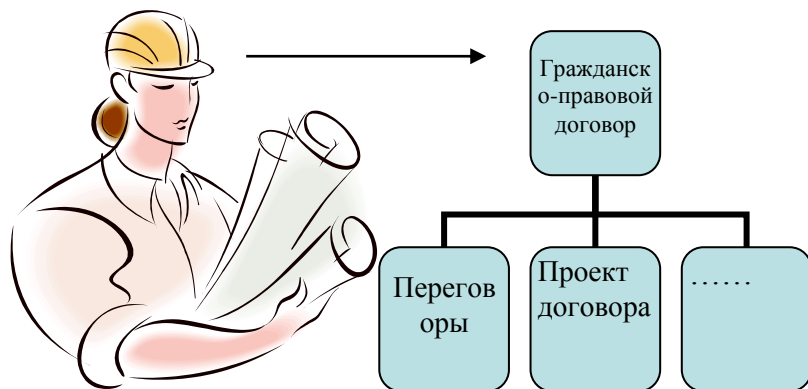 Гражданск
о-правовой
договор
Перегов
оры
Проект
договора
......